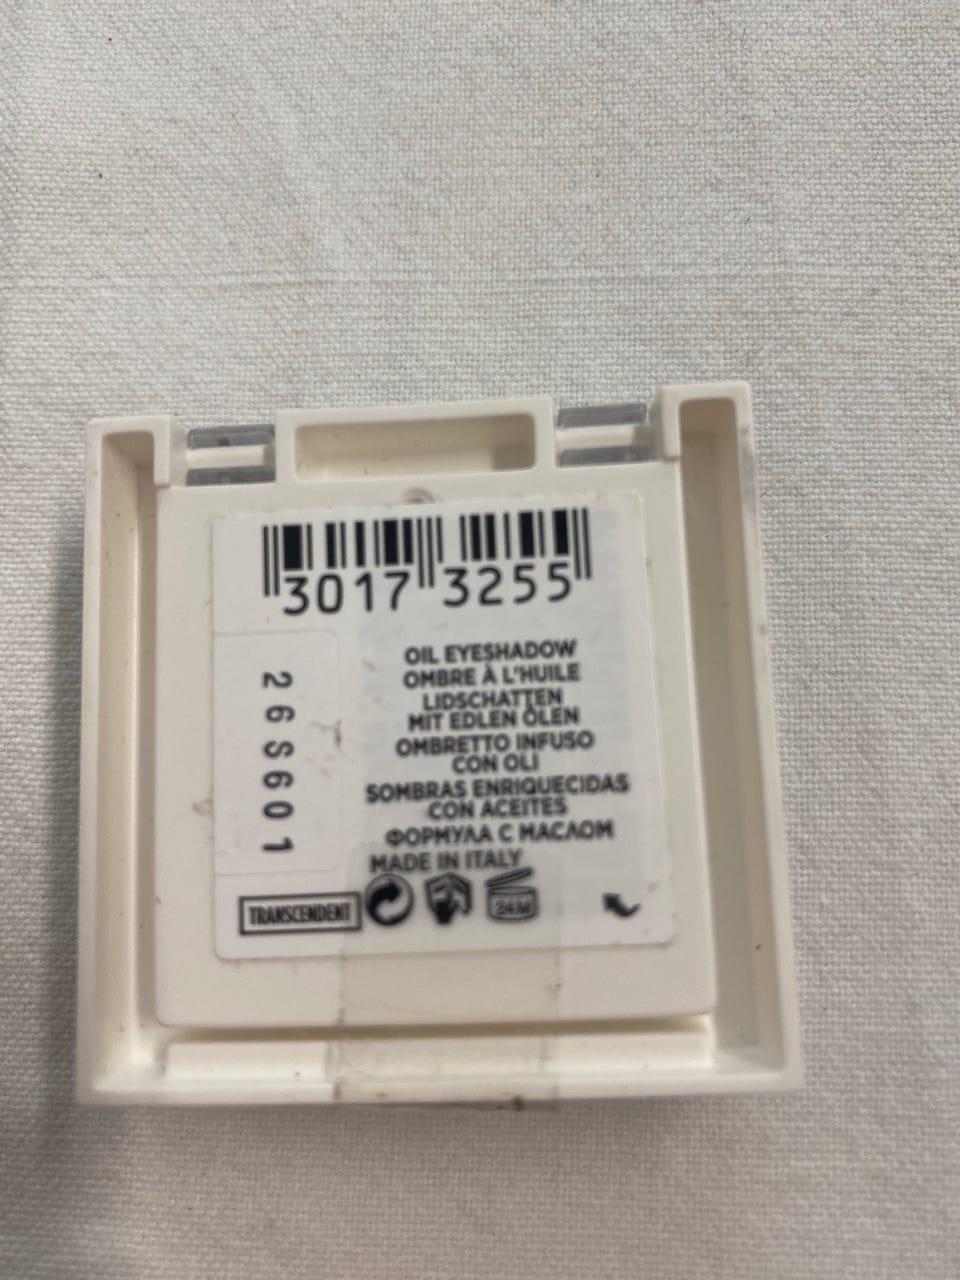 3017 3255
OIL EYESHADOW
OMBRE À L'HUILE
LIDSCHATTEN
MIT EDLEN ÖLEN
OMBRETTO INFUSO
CON OLI
SOMBRAS ENRIQUECIDAS
CON ACEITES
ФОРМУЛА С МАСЛОМ
MADE IN ITALY
TRANSCENDENT
24M
26S601